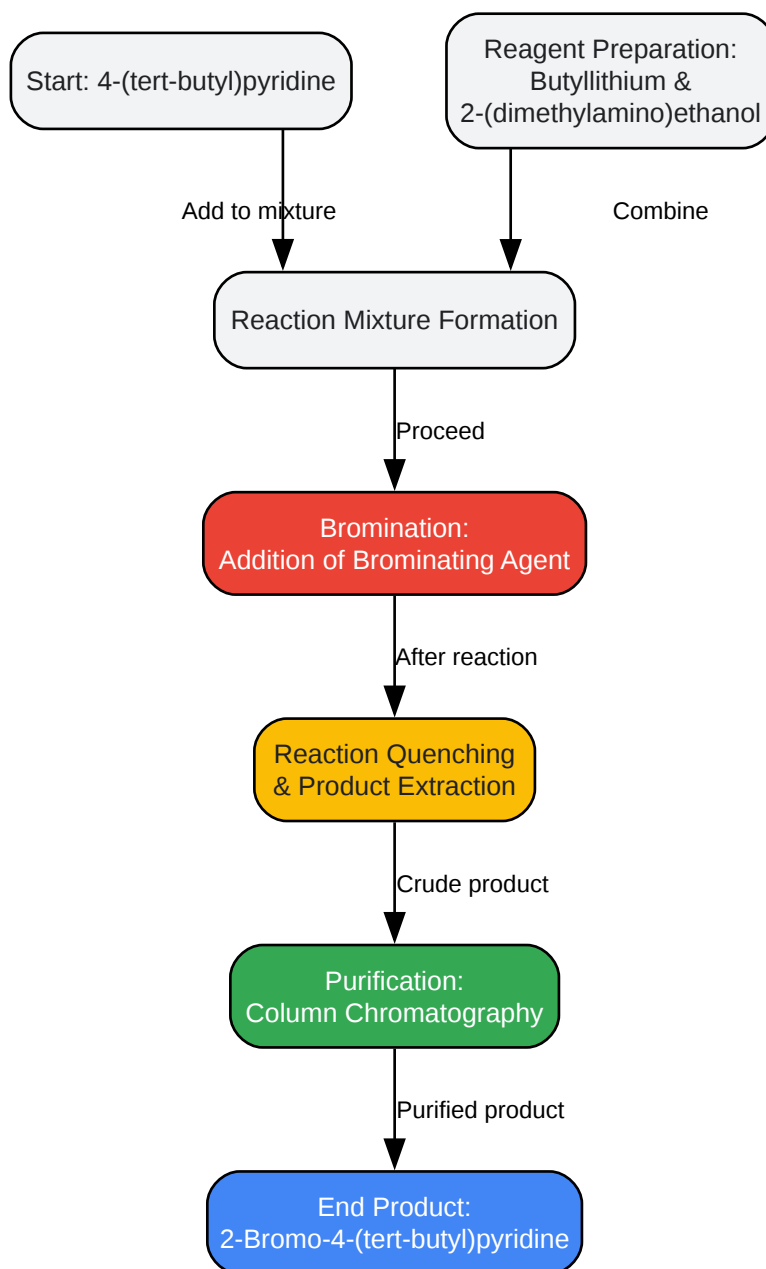 Start: 4-(tert-butyl)pyridine
Reagent Preparation:
Butyllithium &
2-(dimethylamino)ethanol
Add to mixture
Combine
Reaction Mixture Formation
Proceed
Bromination:
Addition of Brominating Agent
After reaction
Reaction Quenching
& Product Extraction
Crude product
Purification:
Column Chromatography
Purified product
End Product:
2-Bromo-4-(tert-butyl)pyridine